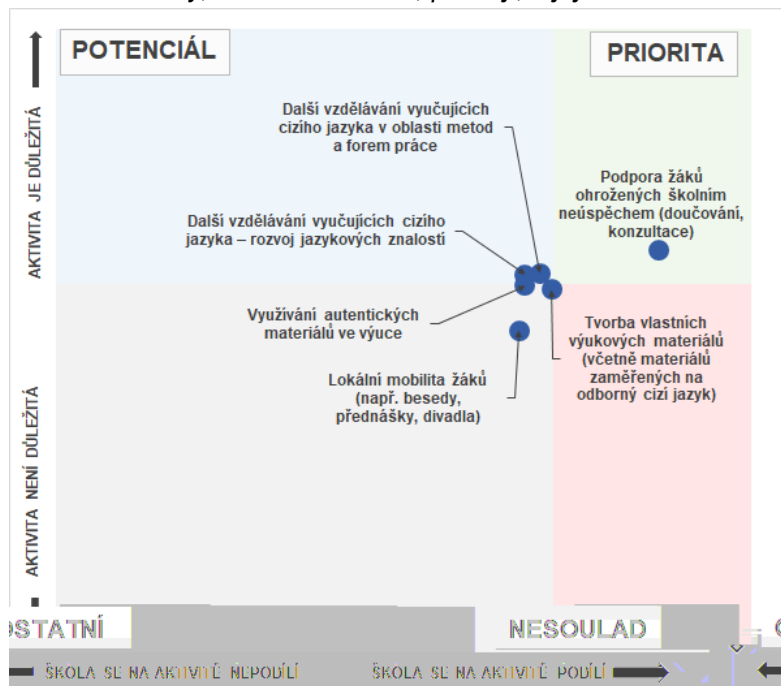 POTENCIÁL
PRIORITA
Další vzdělávání vyučujících
cizího jazyka v oblasti metod
a forem práce
Podpora žáků
ohrožených školním
neúspěchem (doučování,
konzultace)
Další vzdělávání vyučujících cizího
jazyka – rozvoj jazykových znalostí
Využívání autentických
materiálů ve výuce
Tvorba vlastních
výukových materiálů
(včetně materiálů
zaměřených na
odborný cizí jazyk)
Lokální mobilita žáků
(např. besedy,
přednášky, divadla)
AKTIVITA JE DŮLEŽITÁ
AKTIVITA NENÍ DŮLEŽITÁ
OSTATNÍ
NESOULAD
ŠKOLA SE NA AKTIVITĚ NEPODÍLÍ
ŠKOLA SE NA AKTIVITĚ PODÍLÍ